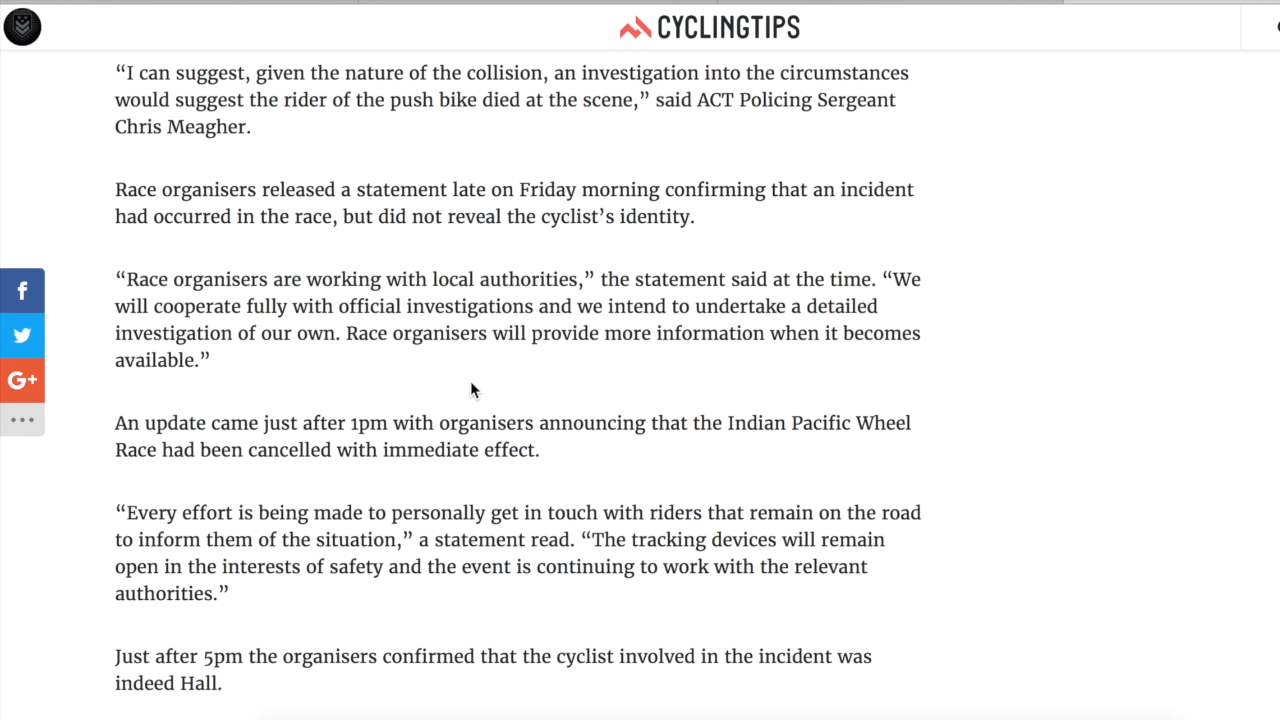 CYCLINGTIPS
“I can suggest, given the nature of the collision, an investigation into the circumstances
would suggest the rider of the push bike died at the scene,” said ACT Policing Sergeant
Chris Meagher.
Race organisers released a statement late on Friday morning confirming that an incident
had occurred in the race, but did not reveal the cyclist’s identity.
“Race organisers are working with local authorities,” the statement said at the time. “We
will cooperate fully with official investigations and we intend to undertake a detailed
investigation of our own. Race organisers will provide more information when it becomes
available.”
An update came just after 1pm with organisers announcing that the Indian Pacific Wheel
Race had been cancelled with immediate effect.
“Every effort is being made to personally get in touch with riders that remain on the road
to inform them of the situation,” a statement read. “The tracking devices will remain
open in the interests of safety and the event is continuing to work with the relevant
authorities.”
Just after 5pm the organisers confirmed that the cyclist involved in the incident was
indeed Hall.
f
G+